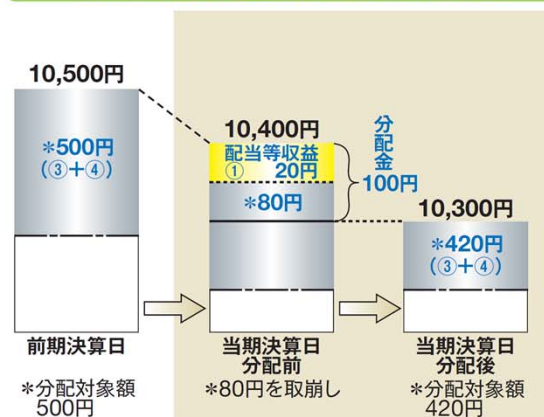 10,500円
*500円
(③+④)
前期決算日
*分配対象額
500円
10,400円
配当等収益
① 20円
*80円
分配金
100円
当期決算日
分配前
*80円を取崩し
10,300円
*420円
(③+④)
当期決算日
分配後
*分配対象額
420円